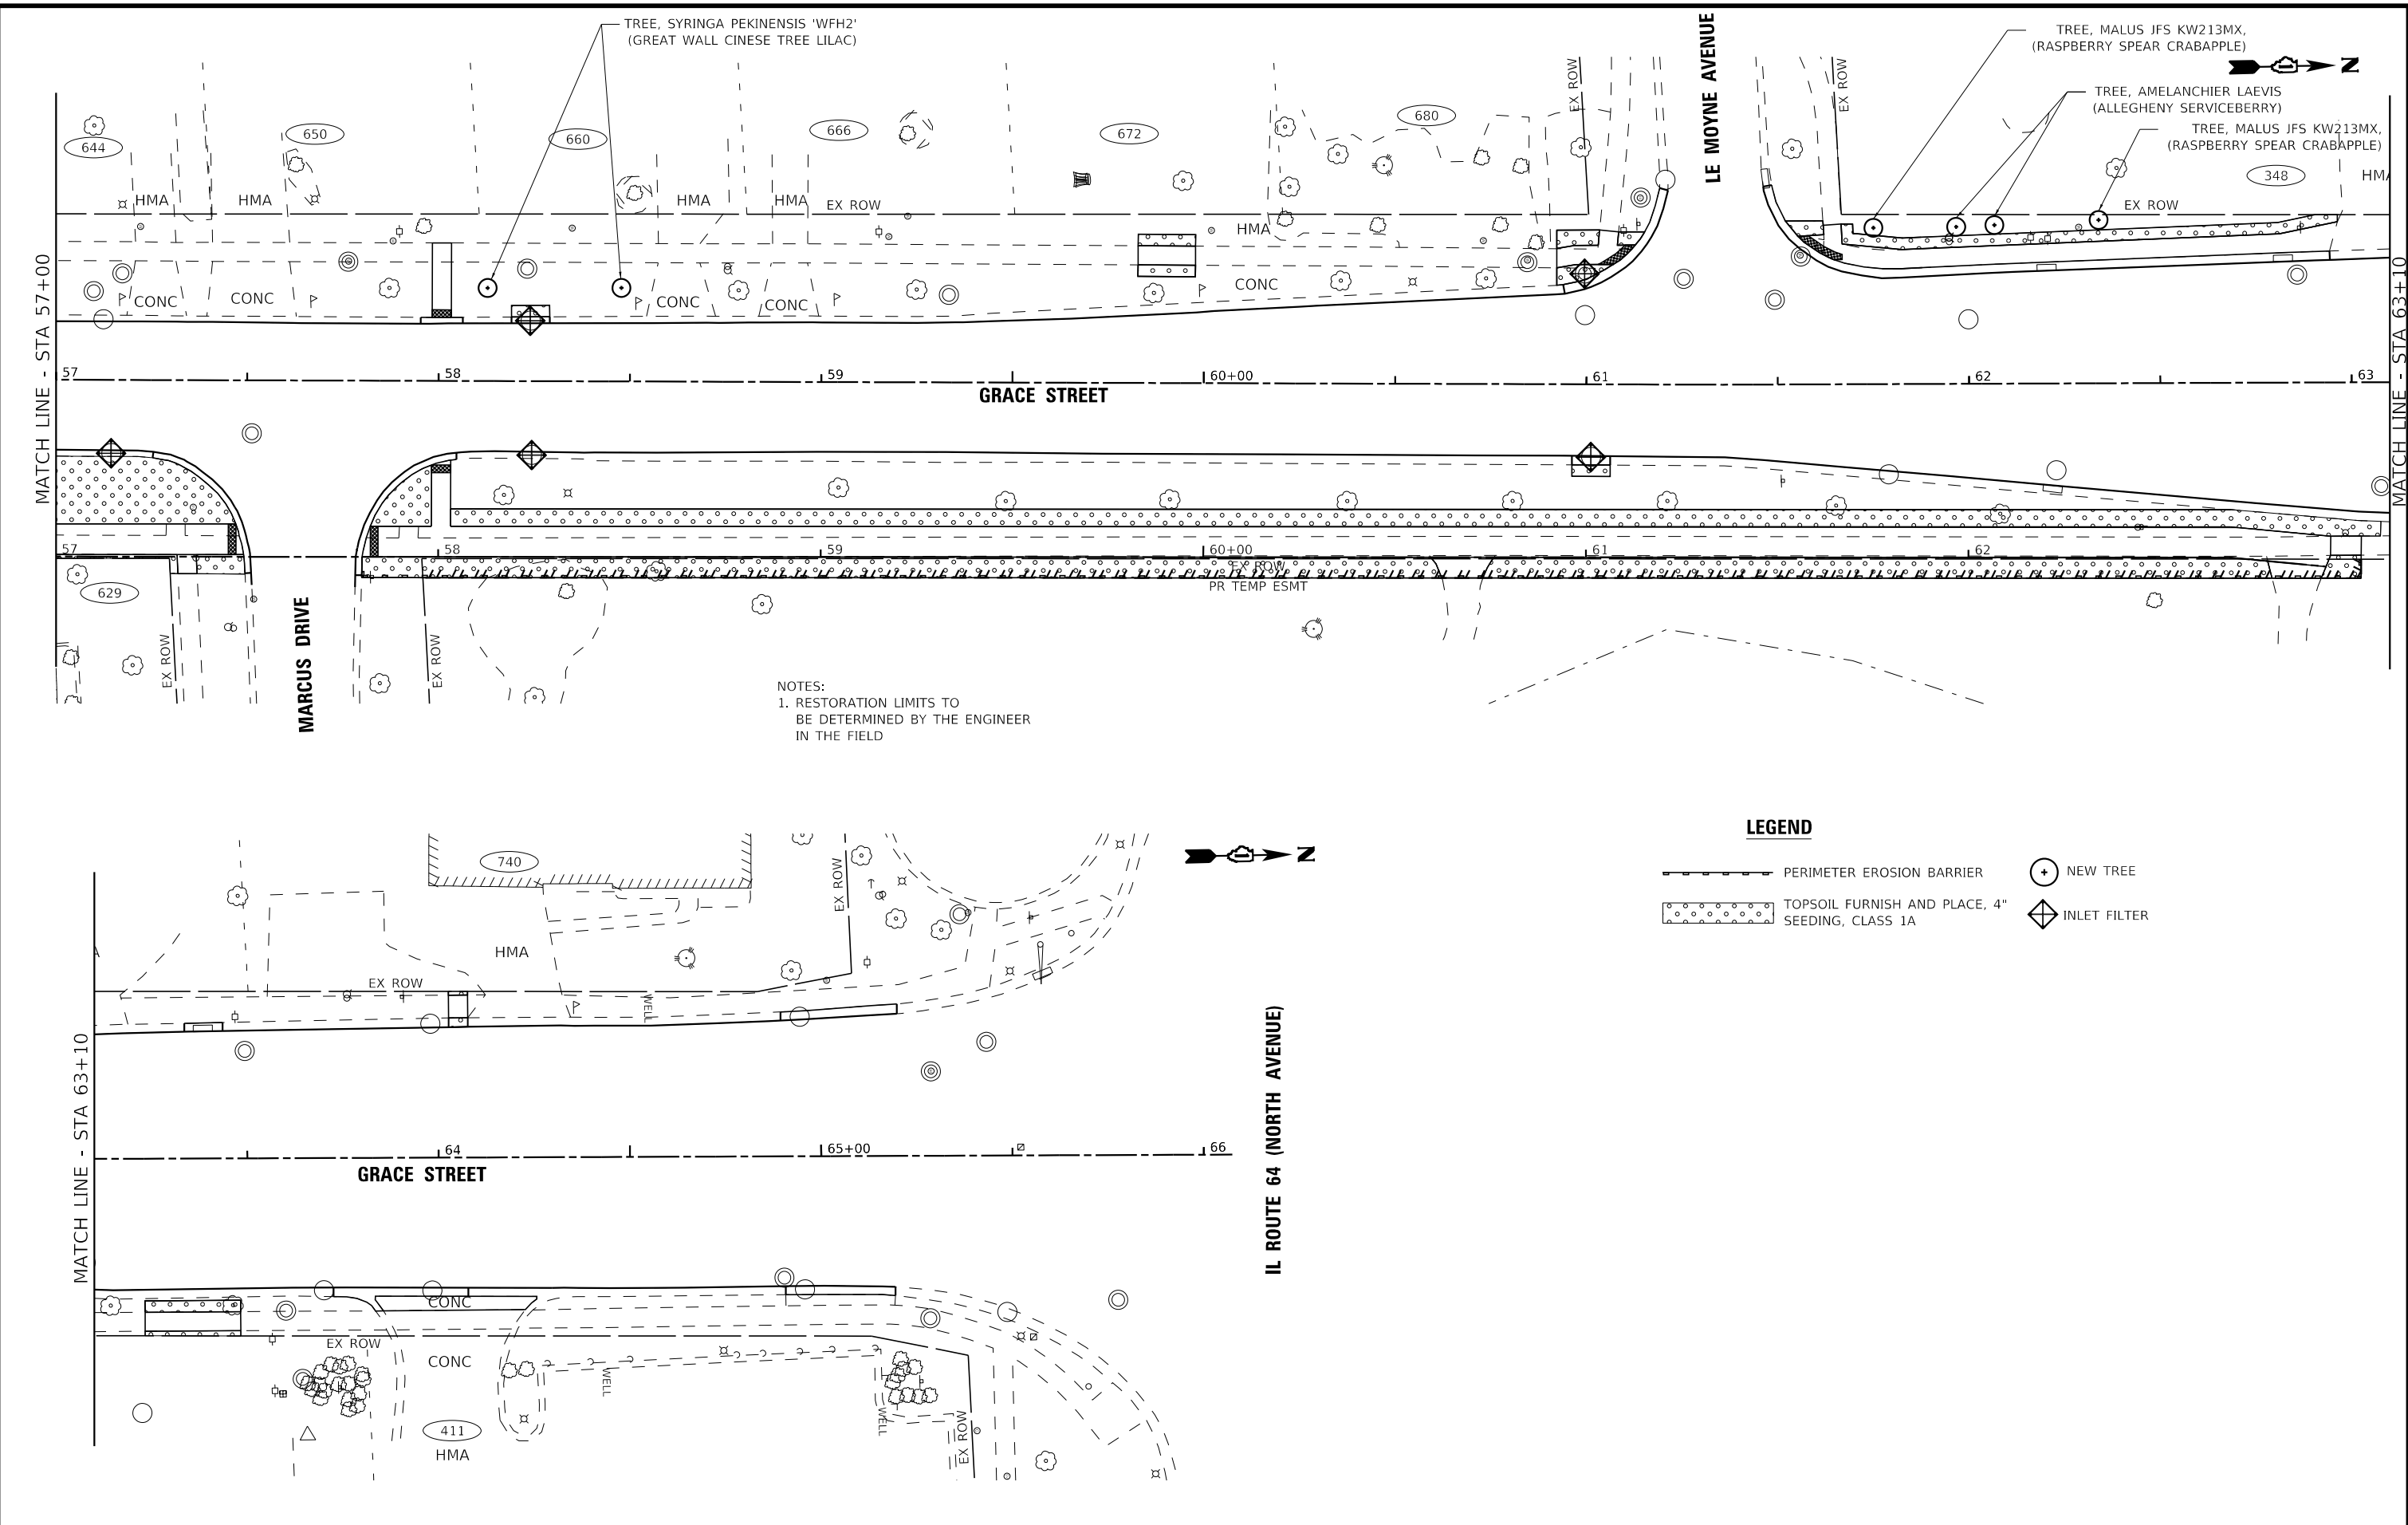 TREE, SYRINGA PEKINENSIS 'WFH2'
(GREAT WALL CINESE TREE LILAC)
LE MOYNE AVENUE
TREE, MALUS JFS KW213MX,
(RASPBERRY SPEAR CRABAPPLE)
N
TREE, AMELANCHIER LAEVIS
(ALLEGHENY SERVICEBERRY)
TREE, MALUS JFS KW213MX,
(RASPBERRY SPEAR CRABAPPLE)
EX ROW
EX ROW
644
650
660
666
672
680
348
HMA
HMA
HMA
HMA
EX ROW
HMA
EX ROW
HMA
CONC
CONC
CONC
CONC
CONC
MATCH LINE - STA 57+00
MATCH LINE - STA 63+10
57
58
59
60+00
61
62
63
GRACE STREET
57
58
59
60+00
61
62
EX ROW
PR TEMP ESMT
629
EX ROW
MARCUS DRIVE
EX ROW
NOTES:
1. RESTORATION LIMITS TO
BE DETERMINED BY THE ENGINEER
IN THE FIELD
LEGEND
PERIMETER EROSION BARRIER
NEW TREE
TOPSOIL FURNISH AND PLACE, 4"
SEEDING, CLASS 1A
INLET FILTER
740
EX ROW
N
HMA
EX ROW
WELL
MATCH LINE - STA 63+10
64
65+00
66
GRACE STREET
IL ROUTE 64 (NORTH AVENUE)
CONC
EX ROW
CONC
WELL
WELL
EX ROW
411
HMA